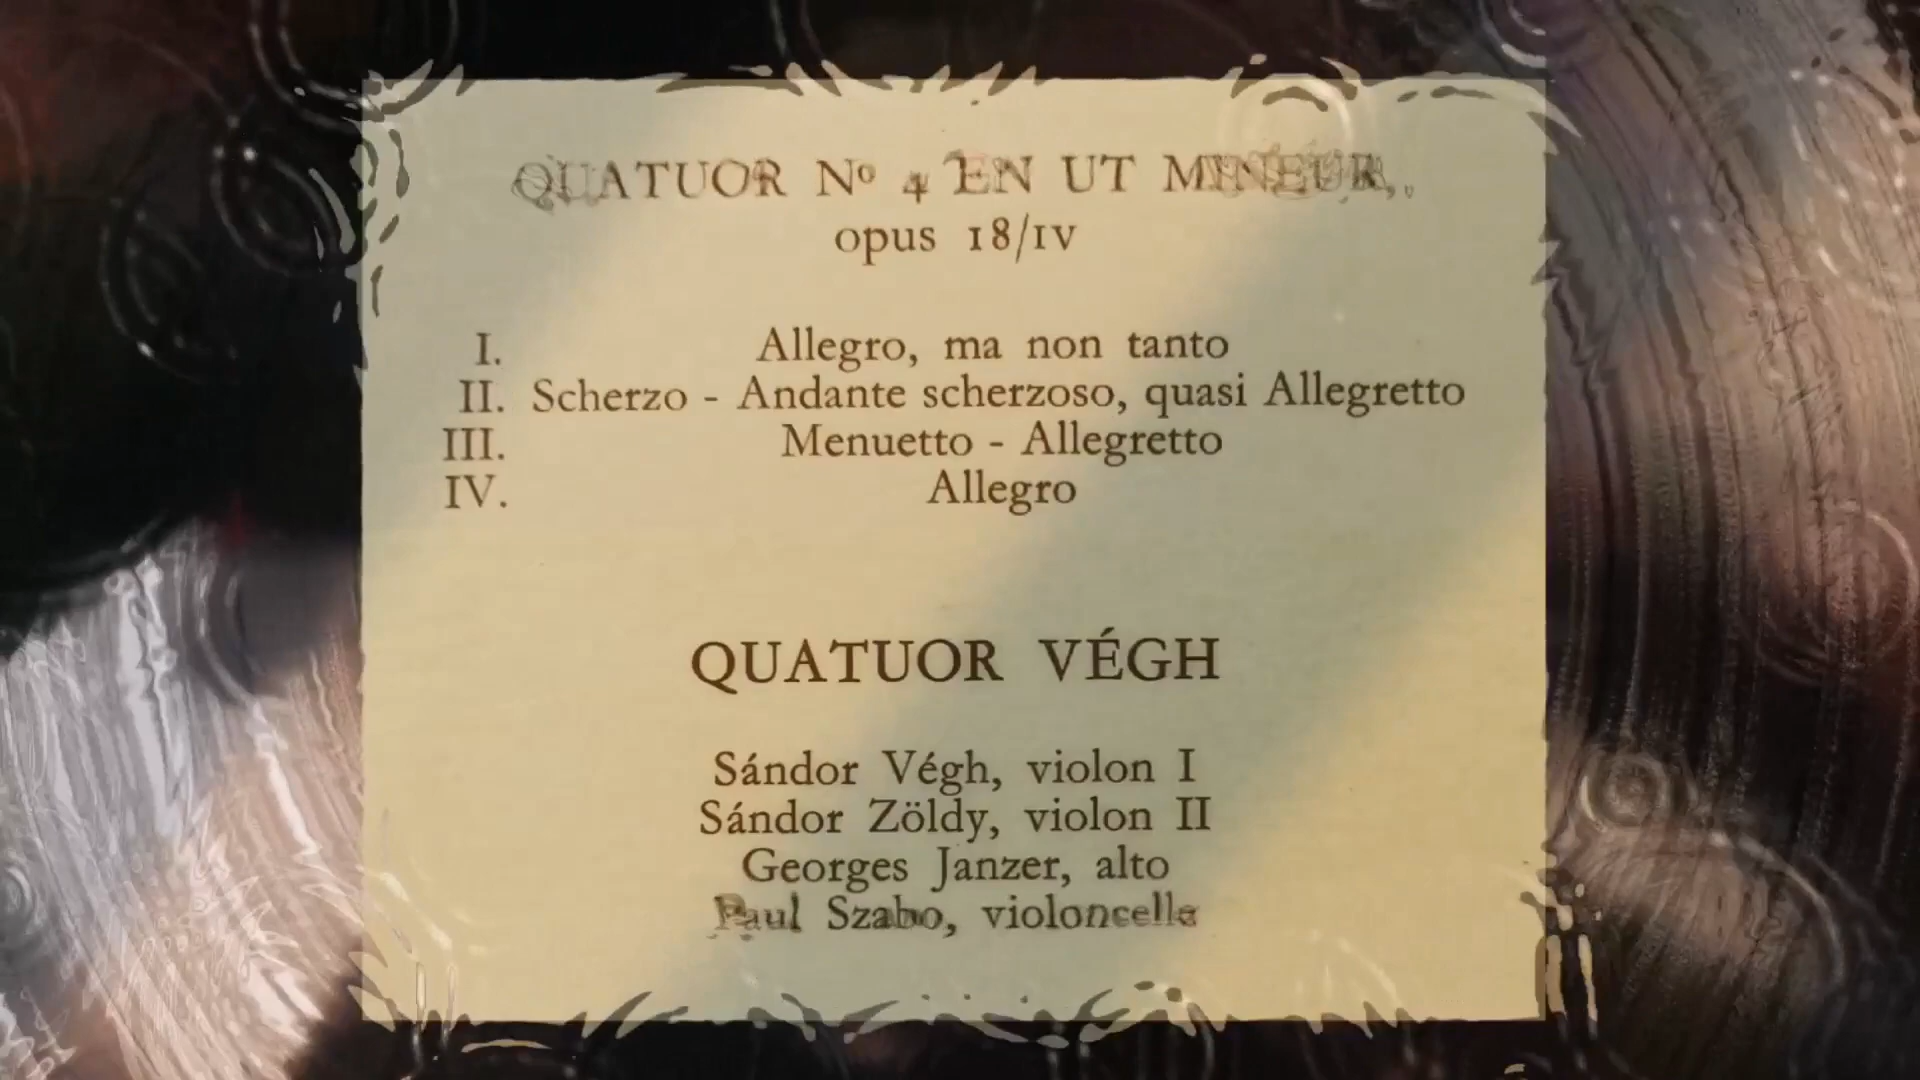 QUATUOR Nº 4 EN UT MINEUR,
opus 18/IV
I. Allegro, ma non tanto
II. Scherzo - Andante scherzoso, quasi Allegretto
III. Menuetto - Allegretto
IV. Allegro
QUATUOR VÉGH
Sándor Végh, violon I
Sándor Zöldy, violon II
Georges Janzer, alto
Paul Szabo, violoncelle